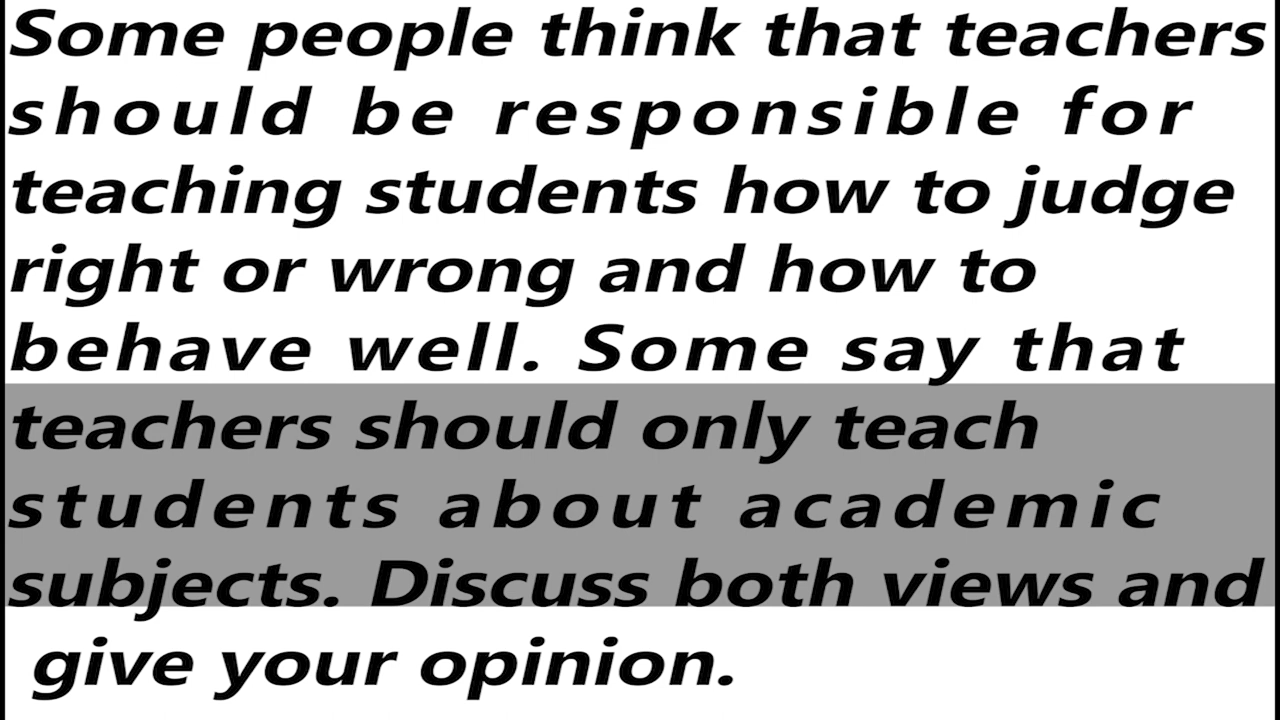 Some people think that teachers
should be responsible for
teaching students how to judge
right or wrong and how to
behave well. Some say that
teachers should only teach
students about academic
subjects. Discuss both views and
give your opinion.